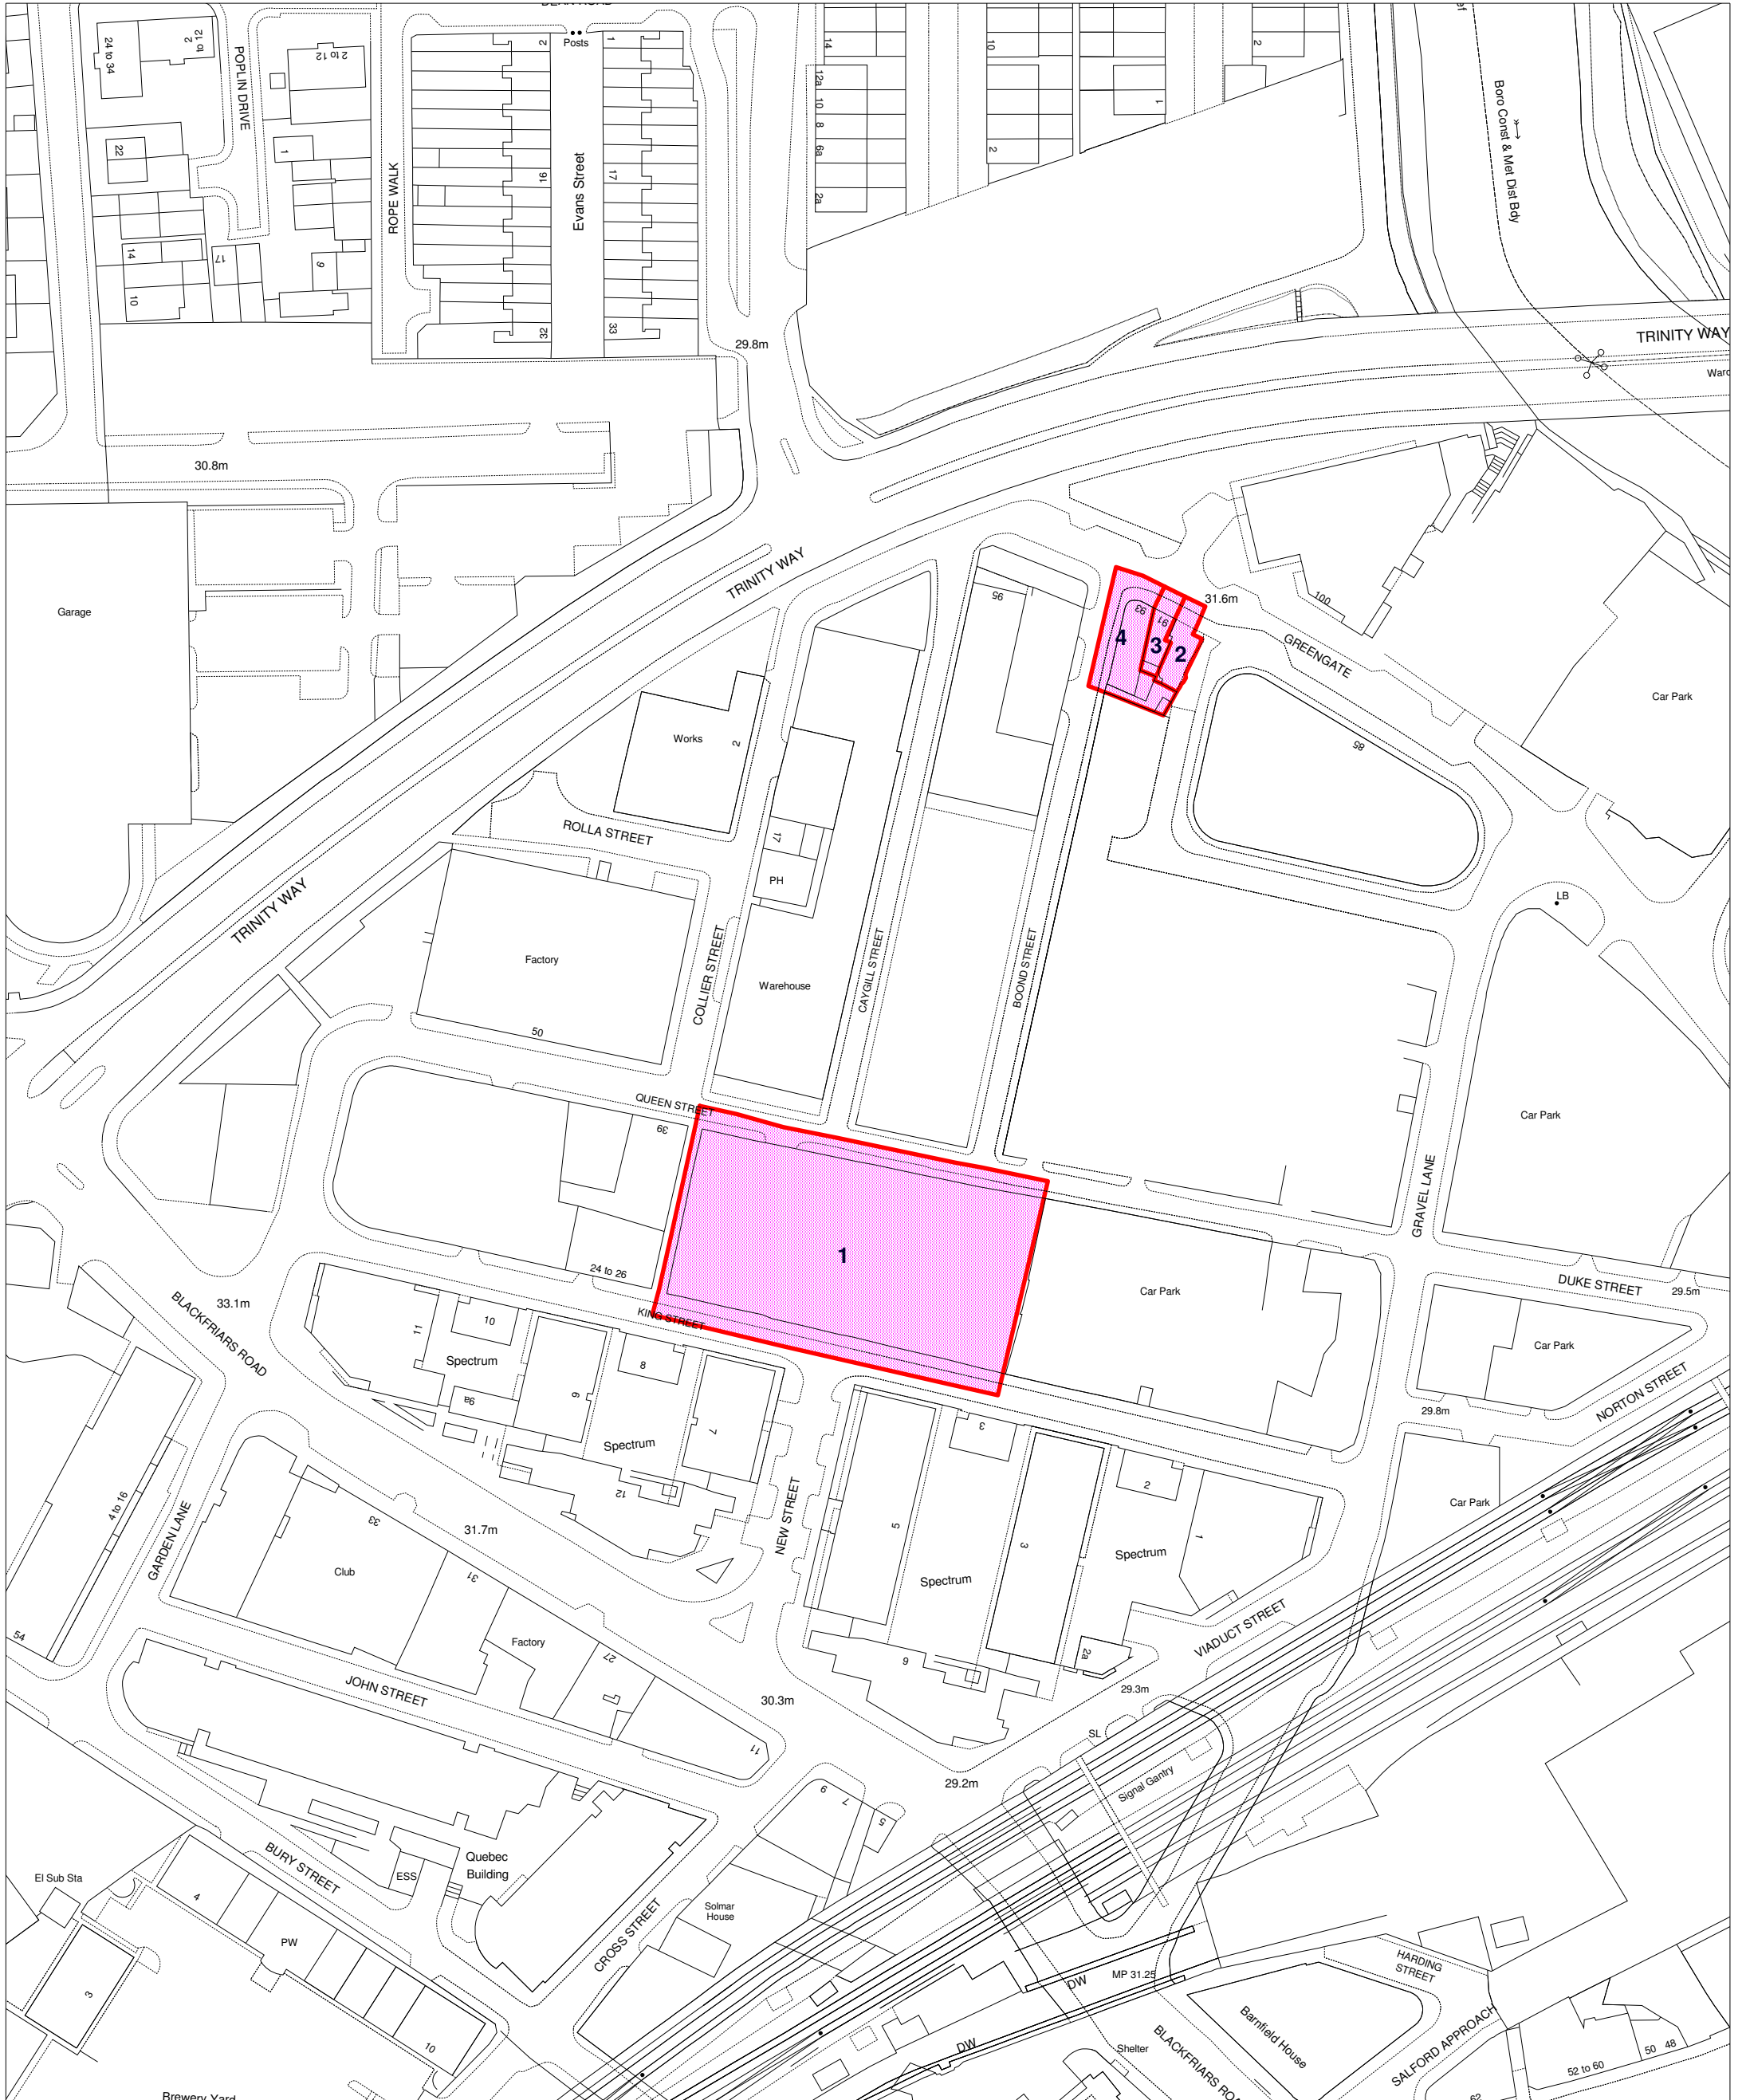 24 to 34
2 to 12
POPLIN DRIVE
2 to 12
22
1
14
17
9
10
ROPE WALK
2
Posts
1
16
Evans Street
17
32
33
29.8m
14
12a
10
8
6a
2a
10
2
1
2
Boro Const & Met Dist Bdy
TRINITY WAY
30.8m
Garage
TRINITY WAY
95
93
91
4
3
2
31.6m
100
GREENGATE
Car Park
85
Works
2
ROLLA STREET
17
PH
LB
TRINITY WAY
Factory
50
COLLIER STREET
Warehouse
CAYGILL STREET
BOOND STREET
Car Park
QUEEN STREET
39
1
GRAVEL LANE
24 to 26
KING STREET
Car Park
DUKE STREET
29.5m
33.1m
BLACKFRIARS ROAD
11
10
Spectrum
8
9a
9
7
Spectrum
12
Car Park
29.8m
NORTON STREET
3
2
Car Park
4 to 16
GARDEN LANE
33
31.7m
NEW STREET
5
3
1
Spectrum
Spectrum
Club
31
Factory
27
54
JOHN STREET
VIADUCT STREET
2a
6
29.3m
30.3m
11
SL
29.2m
Signal Gantry
9
7
5
BURY STREET
Quebec
Building
ESS
El Sub Sta
4
PW
Solmar
House
CROSS STREET
3
10
MP 31.25
DW
DW
HARDING
STREET
Barnfield House
SALFORD APPROACH
Shelter
BLACKFRIARS ROAD
52 to 60
50
48
62
Brewery Yard